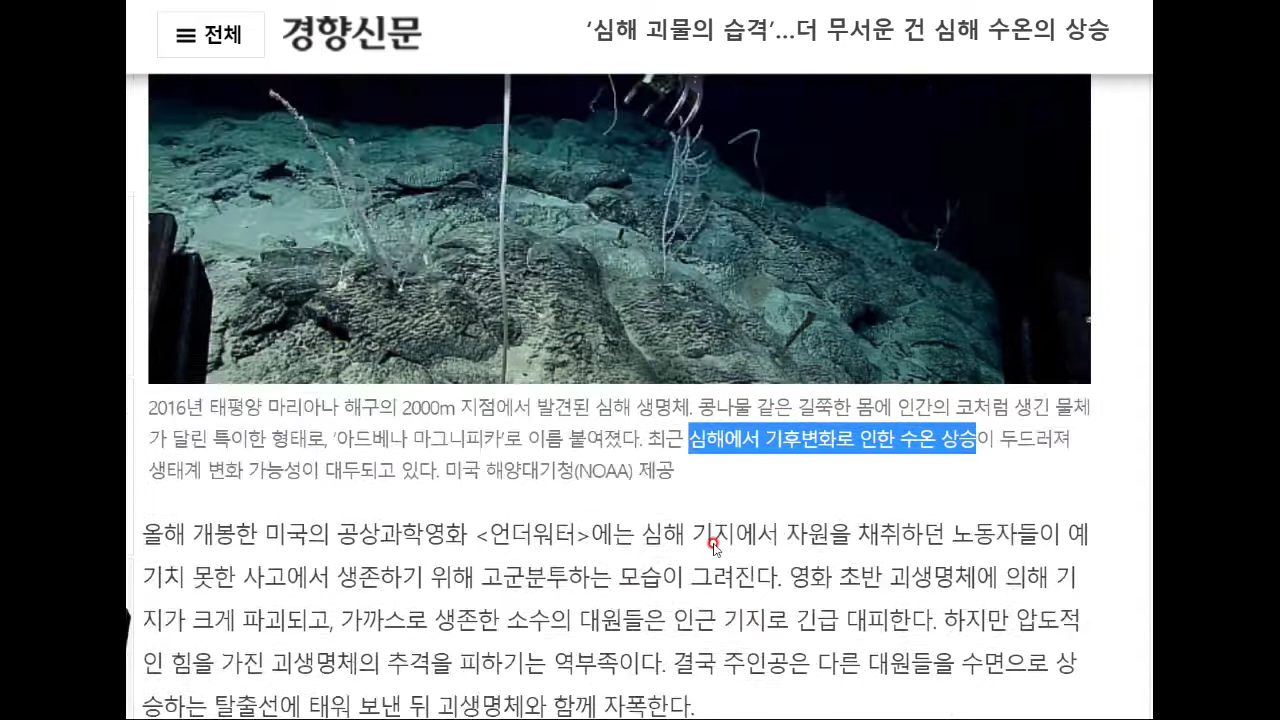 전체
경향신문
‘심해 괴물의 습격’...더 무서운 건 심해 수온의 상승
2016년 태평양 마리아나 해구의 2000m 지점에서 발견된 심해 생명체. 콩나물 같은 길쭉한 몸에 인간의 코처럼 생긴 물체
가 달린 특이한 형태로, ‘아드베나 마그니피카’로 이름 붙여졌다. 최근 심해에서 기후변화로 인한 수온 상승이 두드러져
생태계 변화 가능성이 대두되고 있다. 미국 해양대기청(NOAA) 제공
올해 개봉한 미국의 공상과학영화 <언더워터>에는 심해 기지에서 자원을 채취하던 노동자들이 예
기치 못한 사고에서 생존하기 위해 고군분투하는 모습이 그려진다. 영화 초반 괴생명체에 의해 기
지가 크게 파괴되고, 가까스로 생존한 소수의 대원들은 인근 기지로 긴급 대피한다. 하지만 압도적
인 힘을 가진 괴생명체의 추격을 피하기는 역부족이다. 결국 주인공은 다른 대원들을 수면으로 상
승하는 탈출선에 태워 보낸 뒤 괴생명체와 함께 자폭한다.